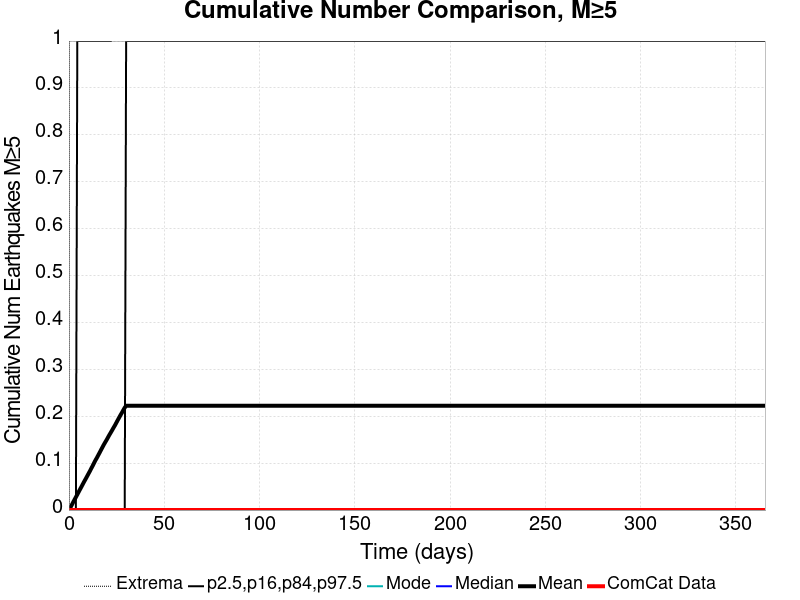 Cumulative Number Comparison, M≥5
Cumulative Num Earthquakes M≥5
1
0.9
0.8
0.7
0.6
0.5
0.4
0.3
0.2
0.1
0
0 50 100 150 200 250 300 350
Time (days)
Extrema p2.5,p16,p84,p97.5 Mode Median Mean ComCat Data